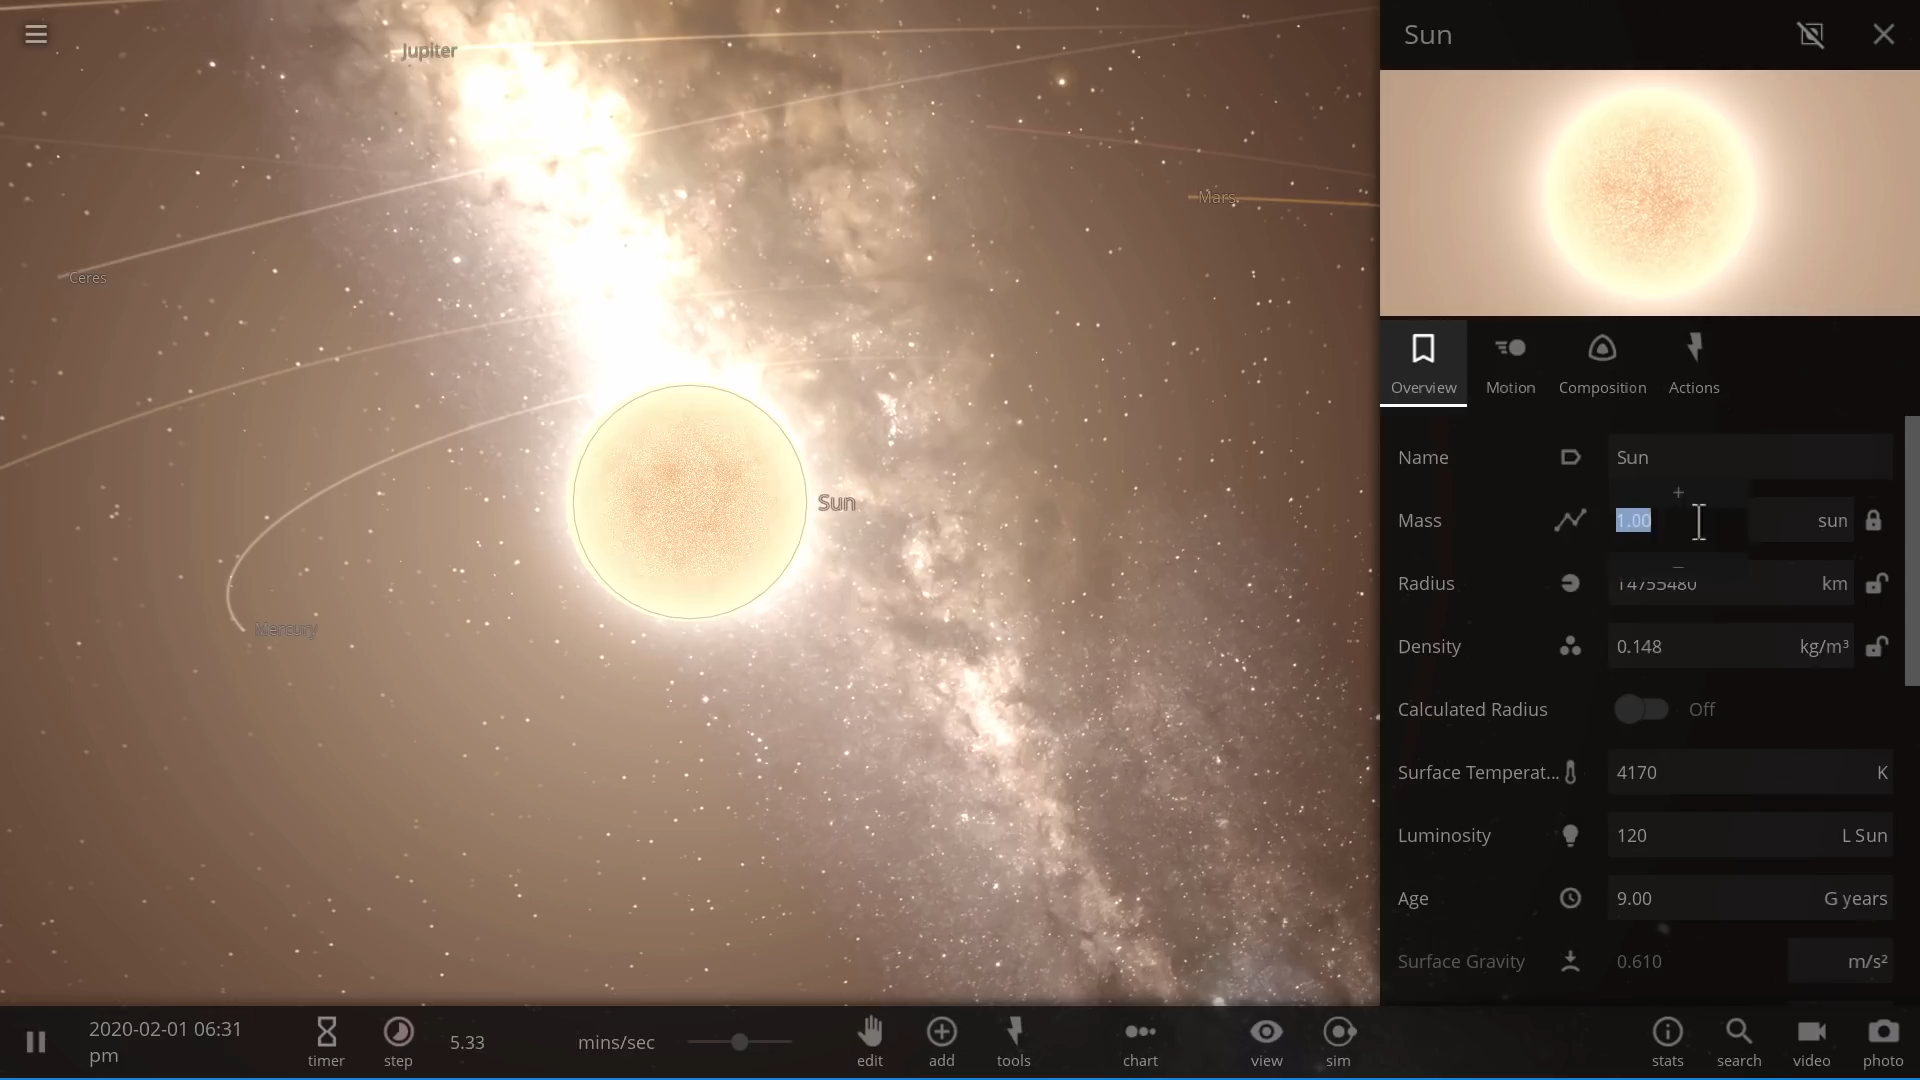 Sun
Jupiter
Mars
Ceres
Sun
Mercury
Overview
Motion
Composition
Actions
Name
Sun
Mass
+
1.00
sun
–
Radius
14755480
km
Density
0.148
kg/m³
Calculated Radius
Off
Surface Temperat...
4170
K
Luminosity
120
L Sun
Age
9.00
G years
Surface Gravity
0.610
m/s²
2020-02-01 06:31
pm
timer
step
5.33
mins/sec
edit
add
tools
chart
view
sim
stats
search
video
photo